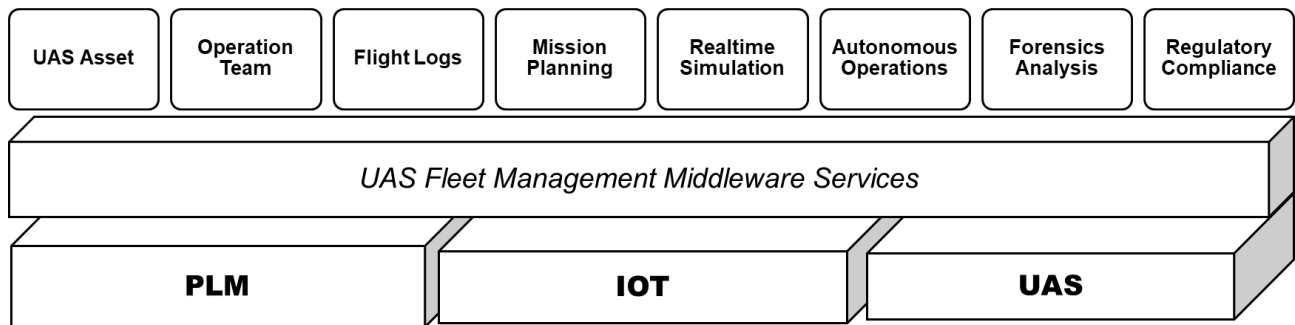 UAS Asset
Operation
Team
Flight Logs
Mission
Planning
Realtime
Simulation
Autonomous
Operations
Forensics
Analysis
Regulatory
Compliance
UAS Fleet Management Middleware Services
PLM
IOT
UAS